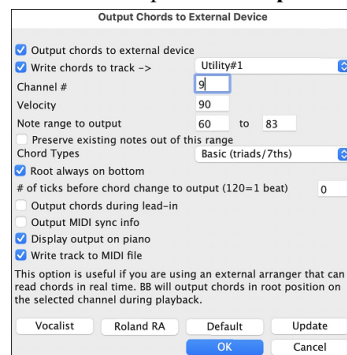 Output Chords to External Device
Output chords to external device
Write chords to track -> Utility#1
Channel # 9
Velocity 90
Note range to output 60 to 83
Preserve existing notes out of this range
Chord Types Basic (triads/7ths)
Root always on bottom
# of ticks before chord change to output (120=1 beat) 0
Output chords during lead-in
Output MIDI sync info
Display output on piano
Write track to MIDI file
This option is useful if you are using an external arranger that can
read chords in real time. BB will output chords in root position on
the selected channel during playback.
Vocalist Roland RA Default Update
OK Cancel